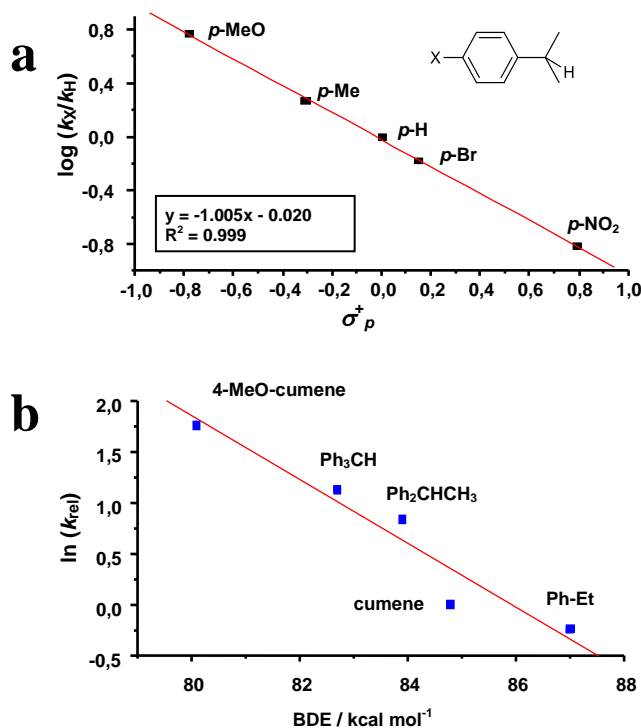 a
log (kX/kH)
0,8
0,4
0,0
-0,4
-0,8
p-MeO
p-Me
p-H
p-Br
p-NO2
X
H
y = -1.005x - 0.020
R² = 0.999
-1,0 -0,8 -0,6 -0,4 -0,2 0,0 0,2 0,4 0,6 0,8 1,0
σ⁺p
b
ln (krel)
2,0
1,5
1,0
0,5
0,0
-0,5
4-MeO-cumene
Ph3CH
Ph2CHCH3
cumene
Ph-Et
80 82 84 86 88
BDE / kcal mol⁻¹